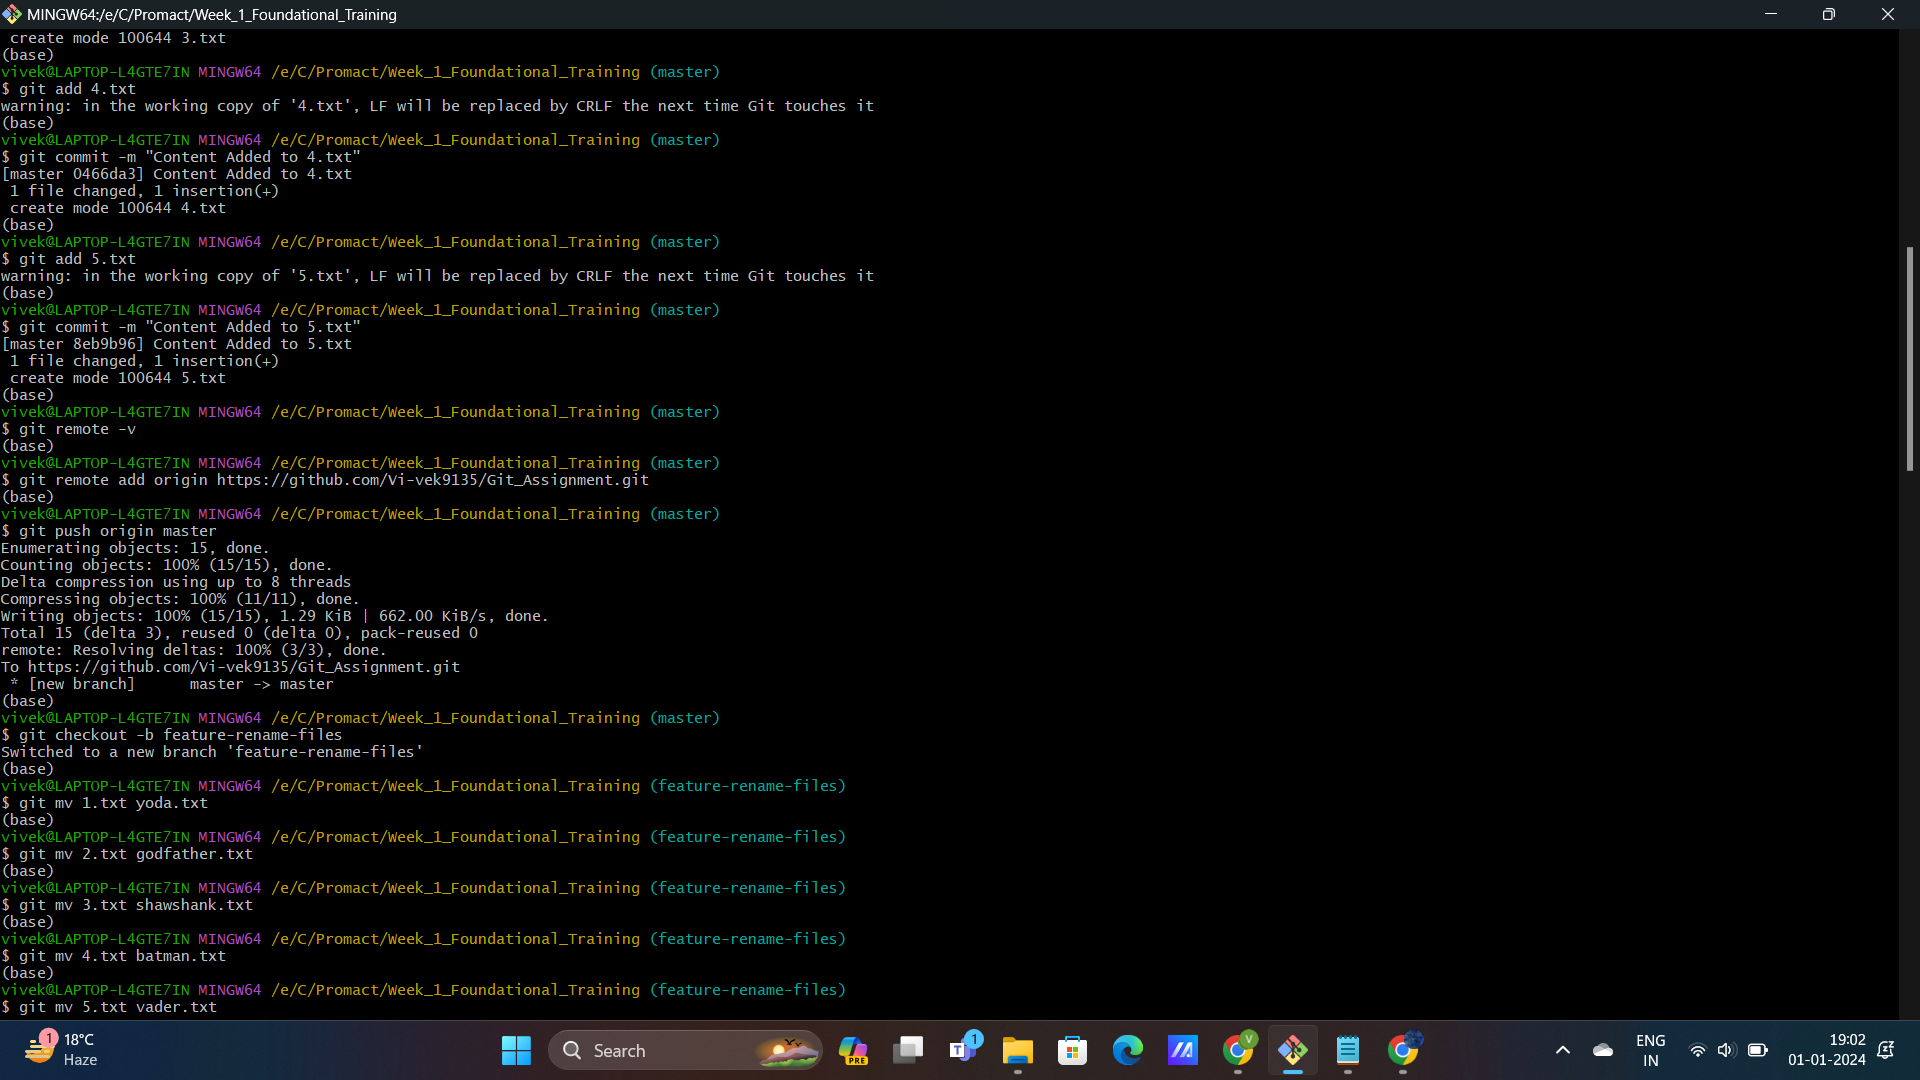 MINGW64:/e/C/Promact/Week_1_Foundational_Training
 create mode 100644 3.txt
(base)
vivek@LAPTOP-L4GTE7IN MINGW64 /e/C/Promact/Week_1_Foundational_Training (master)
$ git add 4.txt
warning: in the working copy of '4.txt', LF will be replaced by CRLF the next time Git touches it
(base)
vivek@LAPTOP-L4GTE7IN MINGW64 /e/C/Promact/Week_1_Foundational_Training (master)
$ git commit -m "Content Added to 4.txt"
[master 0466da3] Content Added to 4.txt
 1 file changed, 1 insertion(+)
 create mode 100644 4.txt
(base)
vivek@LAPTOP-L4GTE7IN MINGW64 /e/C/Promact/Week_1_Foundational_Training (master)
$ git add 5.txt
warning: in the working copy of '5.txt', LF will be replaced by CRLF the next time Git touches it
(base)
vivek@LAPTOP-L4GTE7IN MINGW64 /e/C/Promact/Week_1_Foundational_Training (master)
$ git commit -m "Content Added to 5.txt"
[master 8eb9b96] Content Added to 5.txt
 1 file changed, 1 insertion(+)
 create mode 100644 5.txt
(base)
vivek@LAPTOP-L4GTE7IN MINGW64 /e/C/Promact/Week_1_Foundational_Training (master)
$ git remote -v
(base)
vivek@LAPTOP-L4GTE7IN MINGW64 /e/C/Promact/Week_1_Foundational_Training (master)
$ git remote add origin https://github.com/Vi-vek9135/Git_Assignment.git
(base)
vivek@LAPTOP-L4GTE7IN MINGW64 /e/C/Promact/Week_1_Foundational_Training (master)
$ git push origin master
Enumerating objects: 15, done.
Counting objects: 100% (15/15), done.
Delta compression using up to 8 threads
Compressing objects: 100% (11/11), done.
Writing objects: 100% (15/15), 1.29 KiB | 662.00 KiB/s, done.
Total 15 (delta 3), reused 0 (delta 0), pack-reused 0
remote: Resolving deltas: 100% (3/3), done.
To https://github.com/Vi-vek9135/Git_Assignment.git
 * [new branch]      master -> master
(base)
vivek@LAPTOP-L4GTE7IN MINGW64 /e/C/Promact/Week_1_Foundational_Training (master)
$ git checkout -b feature-rename-files
Switched to a new branch 'feature-rename-files'
(base)
vivek@LAPTOP-L4GTE7IN MINGW64 /e/C/Promact/Week_1_Foundational_Training (feature-rename-files)
$ git mv 1.txt yoda.txt
(base)
vivek@LAPTOP-L4GTE7IN MINGW64 /e/C/Promact/Week_1_Foundational_Training (feature-rename-files)
$ git mv 2.txt godfather.txt
(base)
vivek@LAPTOP-L4GTE7IN MINGW64 /e/C/Promact/Week_1_Foundational_Training (feature-rename-files)
$ git mv 3.txt shawshank.txt
(base)
vivek@LAPTOP-L4GTE7IN MINGW64 /e/C/Promact/Week_1_Foundational_Training (feature-rename-files)
$ git mv 4.txt batman.txt
(base)
vivek@LAPTOP-L4GTE7IN MINGW64 /e/C/Promact/Week_1_Foundational_Training (feature-rename-files)
$ git mv 5.txt vader.txt
1
18°C
Haze
Search
PRE
T
1
V
ENG
IN
19:02
01-01-2024